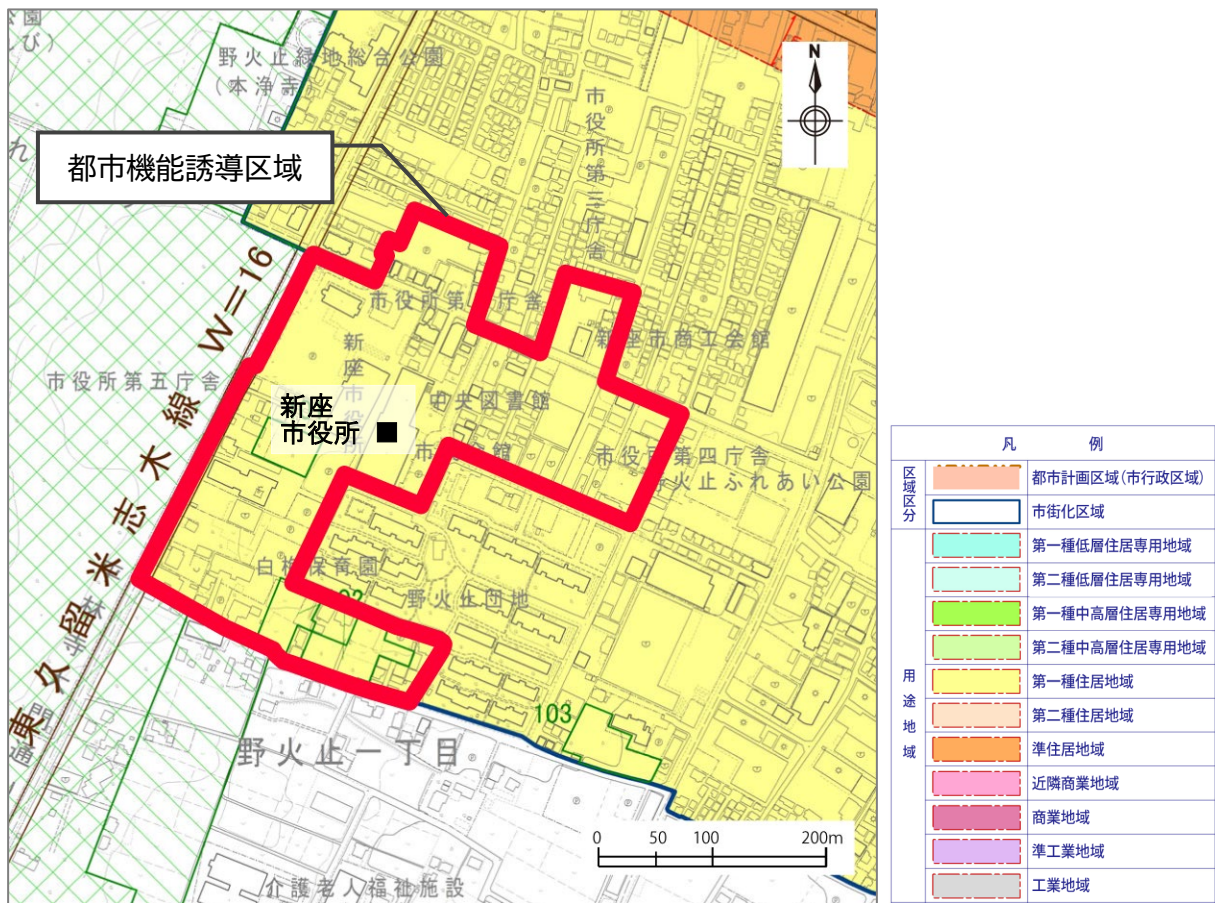 公園
野火止緑地総合公園
(本浄寺)
N
市役所第三庁舎
都市機能誘導区域
W=16
市役所第五庁舎
新座市商工会館
新座
市役所
中央図書館
市役所第四庁舎
野火止ふれあい公園
白梅保育園
野火止団地
東久留米志木線
103
野火止一丁目
0 50 100 200m
介護老人福祉施設
凡例
区域区分
都市計画区域(市行政区域)
市街化区域
用途地域
第一種低層住居専用地域
第二種低層住居専用地域
第一種中高層住居専用地域
第二種中高層住居専用地域
第一種住居地域
第二種住居地域
準住居地域
近隣商業地域
商業地域
準工業地域
工業地域